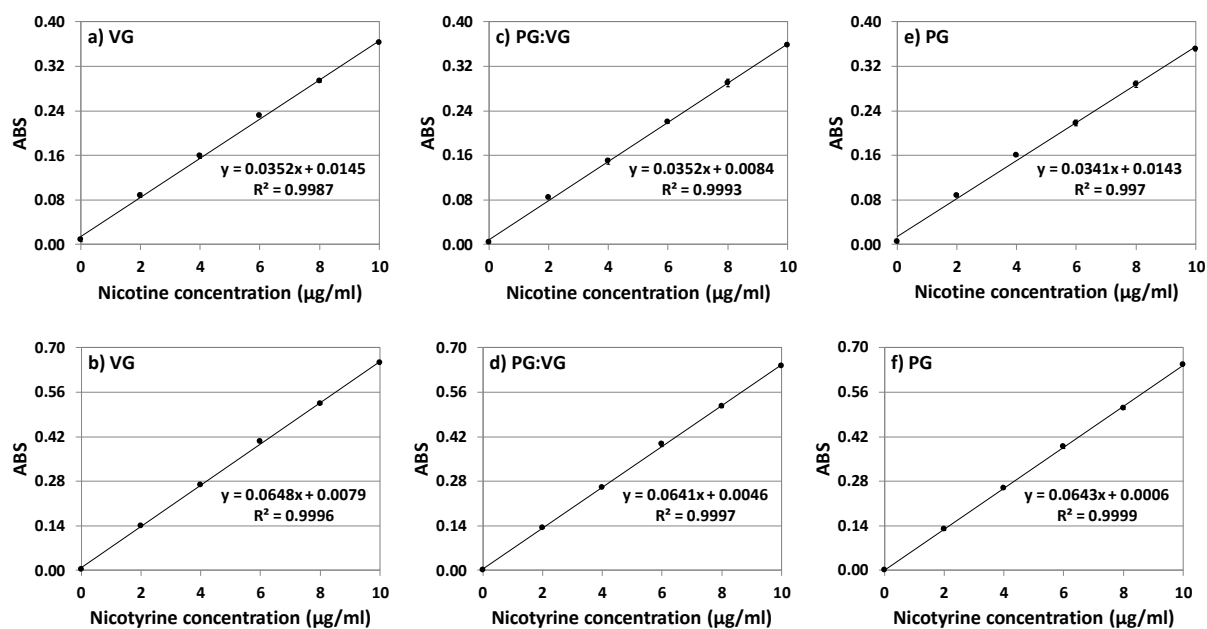 a) VG
ABS
0.40
0.32
0.24
0.16
0.08
0.00
y = 0.0352x + 0.0145
R² = 0.9987
0 2 4 6 8 10
Nicotine concentration (µg/ml)
c) PG:VG
ABS
0.40
0.32
0.24
0.16
0.08
0.00
y = 0.0352x + 0.0084
R² = 0.9993
0 2 4 6 8 10
Nicotine concentration (µg/ml)
e) PG
ABS
0.40
0.32
0.24
0.16
0.08
0.00
y = 0.0341x + 0.0143
R² = 0.997
0 2 4 6 8 10
Nicotine concentration (µg/ml)
b) VG
ABS
0.70
0.56
0.42
0.28
0.14
0.00
y = 0.0648x + 0.0079
R² = 0.9996
0 2 4 6 8 10
Nicotyrine concentration (µg/ml)
d) PG:VG
ABS
0.70
0.56
0.42
0.28
0.14
0.00
y = 0.0641x + 0.0046
R² = 0.9997
0 2 4 6 8 10
Nicotyrine concentration (µg/ml)
f) PG
ABS
0.70
0.56
0.42
0.28
0.14
0.00
y = 0.0643x + 0.0006
R² = 0.9999
0 2 4 6 8 10
Nicotyrine concentration (µg/ml)